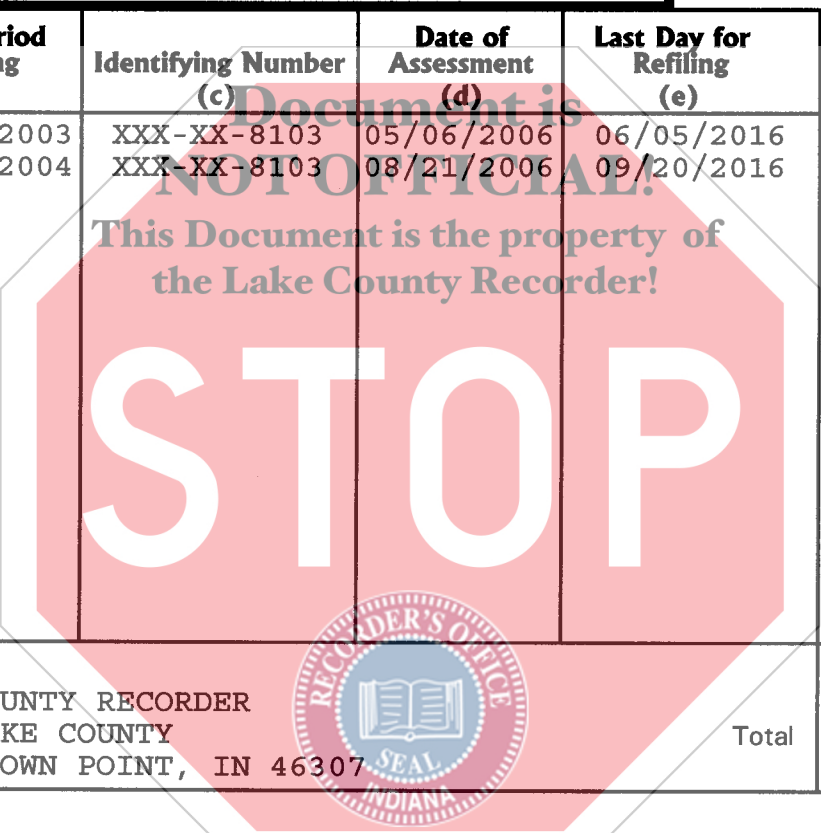 riod Date of Last Day for
ng Identifying Number Assessment Refiling
(c) (d) (e)
Document is
2003 XXX-XX-8103 05/06/2006 06/05/2016
2004 XXX-XX-8103 08/21/2006 09/20/2016
NOT OFFICIAL!
This Document is the property of
the Lake County Recorder!
STOP
RECORDER'S OFFICE
SEAL
INDIANA
UNTY RECORDER
KE COUNTY Total
OWN POINT, IN 46307